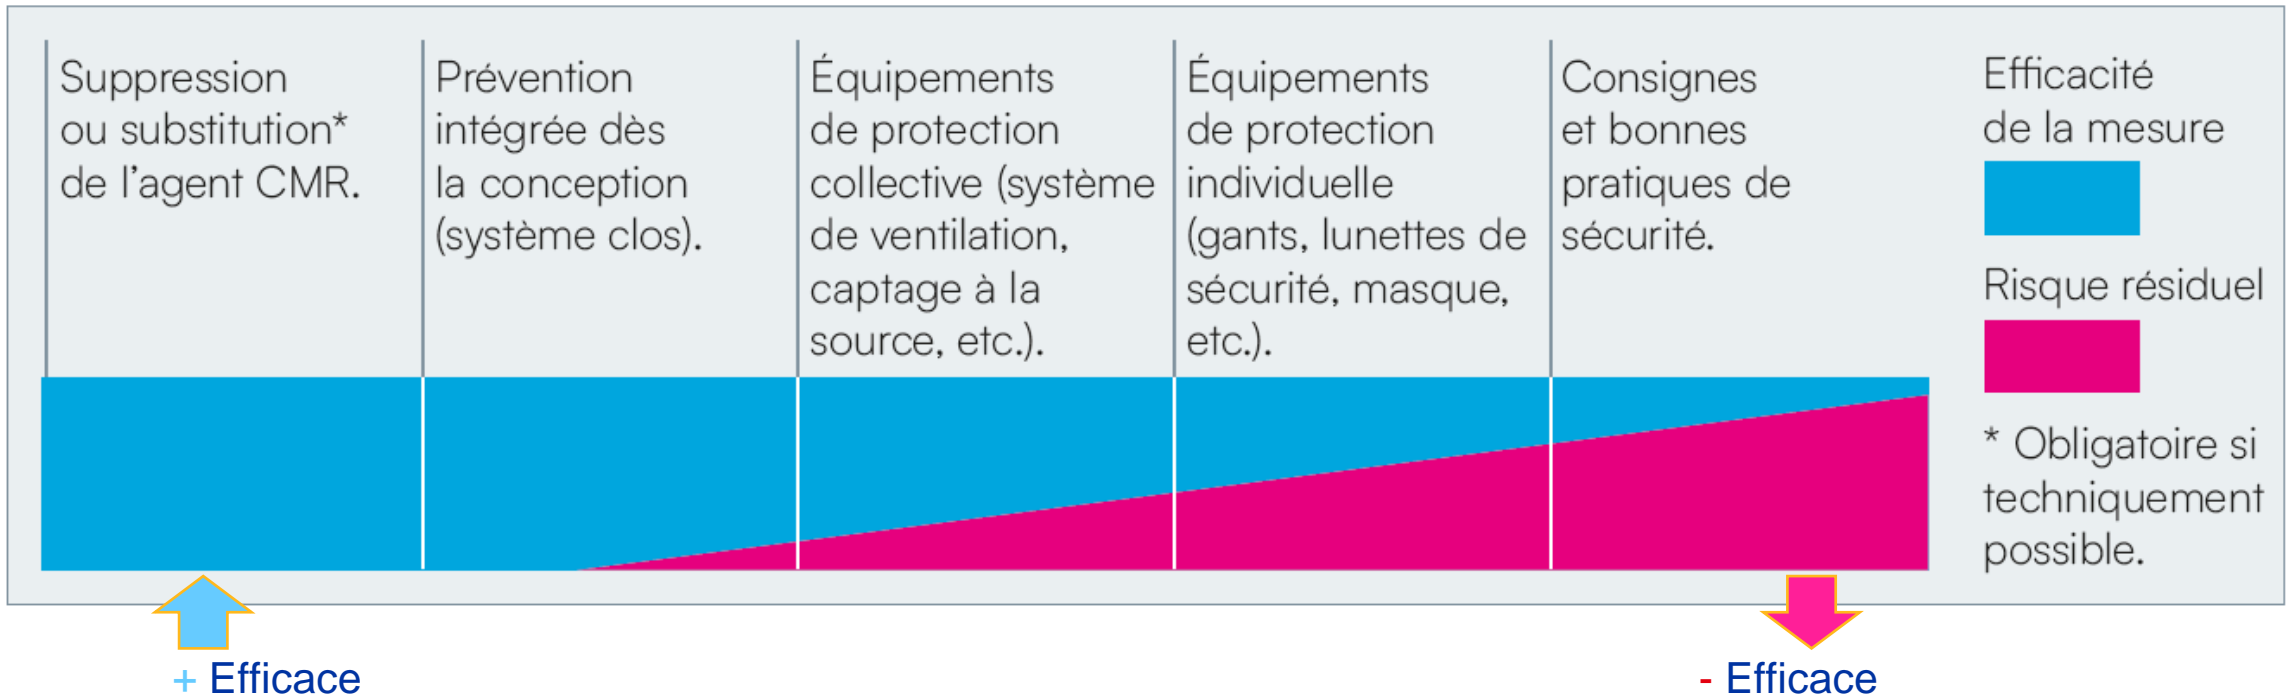 Suppression
ou substitution*
de l'agent CMR.
Prévention
intégrée dès
la conception
(système clos).
Équipements
de protection
collective (système
de ventilation,
captage à la
source, etc.).
Équipements
de protection
individuelle
(gants, lunettes de
sécurité, masque,
etc.).
Consignes
et bonnes
pratiques de
sécurité.
Efficacité
de la mesure
Risque résiduel
* Obligatoire si
techniquement
possible.
+ Efficace
- Efficace